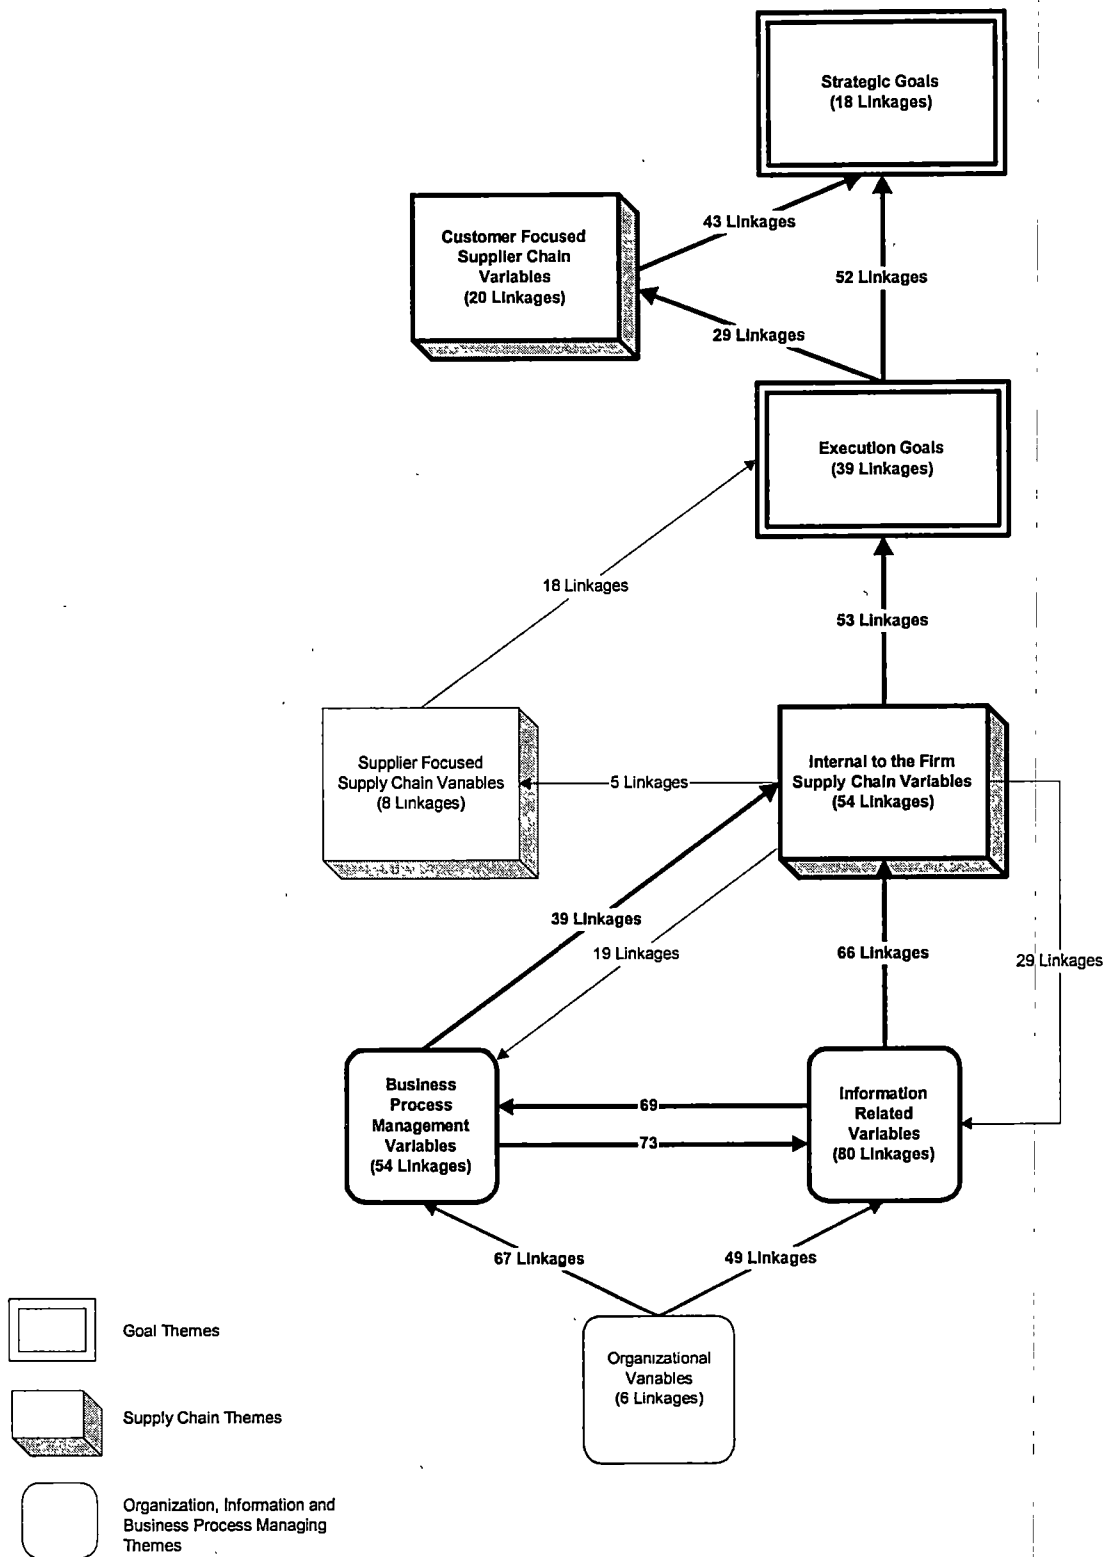 Strategic Goals
(18 Linkages)
43 Linkages
Customer Focused
Supplier Chain
Variables
(20 Linkages)
52 Linkages
29 Linkages
Execution Goals
(39 Linkages)
18 Linkages
53 Linkages
Supplier Focused
Supply Chain Vanables
(8 Linkages)
5 Linkages
Internal to the Firm
Supply Chain Variables
(54 Linkages)
39 Linkages
19 Linkages
66 Linkages
29 Linkages
Business
Process
Management
Variables
(54 Linkages)
69
73
Information
Related
Variables
(80 Linkages)
67 Linkages
49 Linkages
Organizational
Vanables
(6 Linkages)
Goal Themes
Supply Chain Themes
Organization, Information and
Business Process Managing
Themes